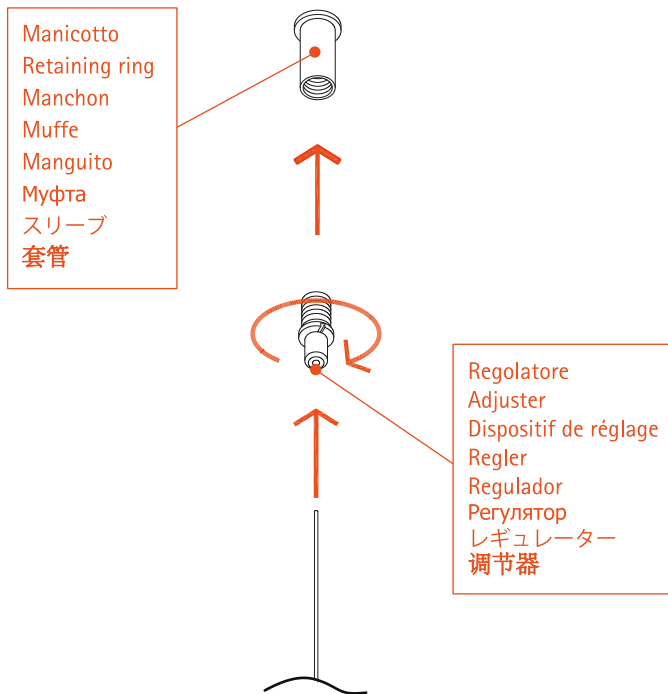 Manicotto
Retaining ring
Manchon
Muffe
Manguito
Муфта
スリーブ
套管
Regolatore
Adjuster
Dispositif de réglage
Regler
Regulador
Регулятор
レギュレーター
调节器